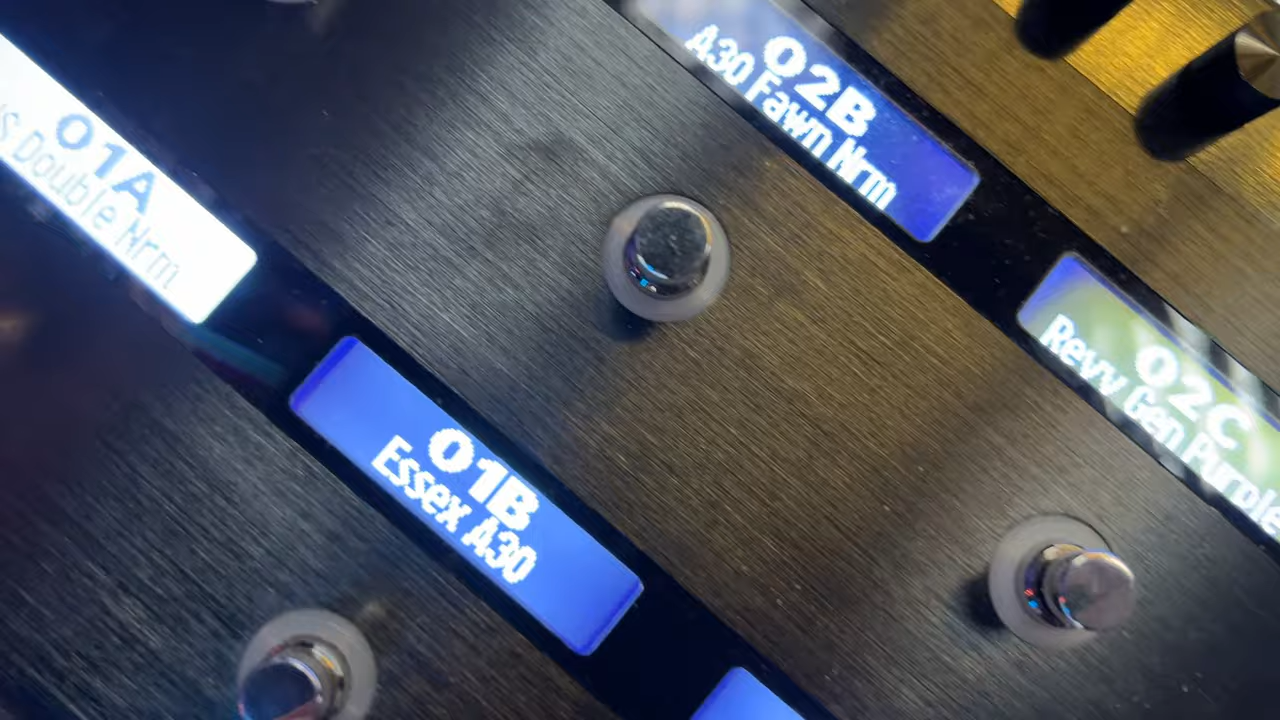 01A
Double Nrm
02B
A30 Fawn Nrm
01B
Essex A30
02C
Revv Gen Purple